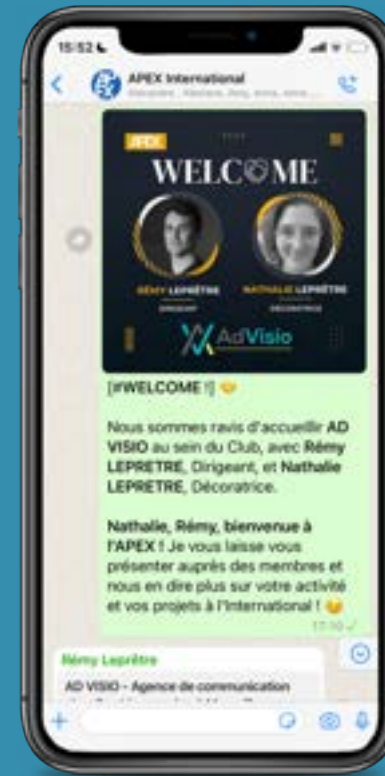 15:52
APEX International
APEX
WELCOME
RÉMY LEPRÊTRE
NATHALIE LEPRÊTRE
DIRIGEANT
DÉCORATRICE
AdVisio
[#WELCOME !]
Nous sommes ravis d'accueillir AD
VISIO au sein du Club, avec Rémy
LEPRETRE, Dirigeant, et Nathalie
LEPRETRE, Décoratrice.
Nathalie, Rémy, bienvenue à
l'APEX ! Je vous laisse vous
présenter auprès des membres et
nous en dire plus sur votre activité
et vos projets à l'International !
Rémy Leprêtre
AD VISIO - Agence de communication